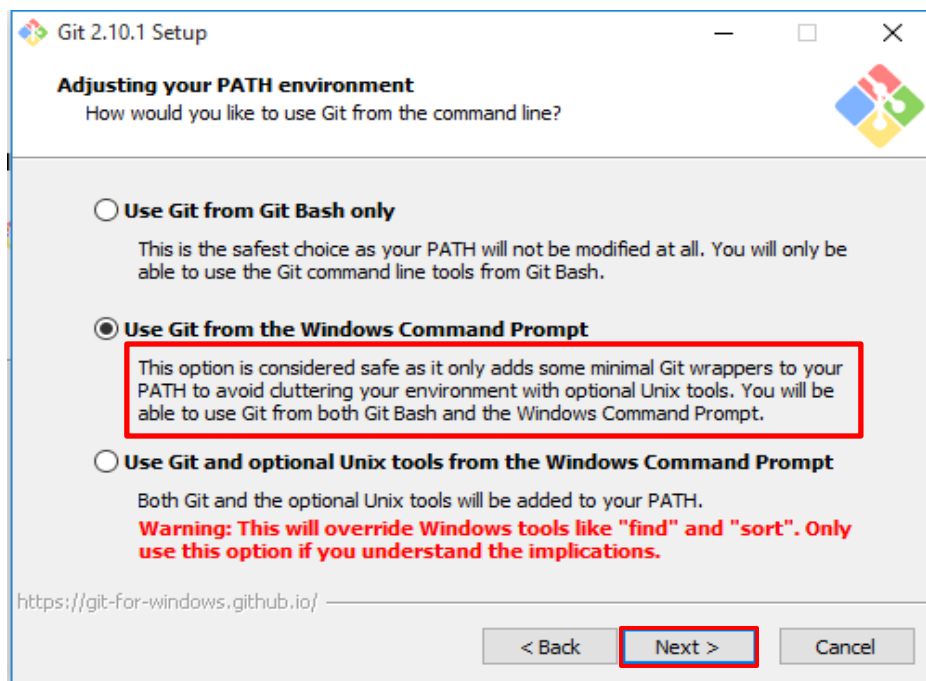 Git 2.10.1 Setup
Adjusting your PATH environment
How would you like to use Git from the command line?
Use Git from Git Bash only
This is the safest choice as your PATH will not be modified at all. You will only be
able to use the Git command line tools from Git Bash.
Use Git from the Windows Command Prompt
This option is considered safe as it only adds some minimal Git wrappers to your
PATH to avoid cluttering your environment with optional Unix tools. You will be
able to use Git from both Git Bash and the Windows Command Prompt.
Use Git and optional Unix tools from the Windows Command Prompt
Both Git and the optional Unix tools will be added to your PATH.
Warning: This will override Windows tools like "find" and "sort". Only
use this option if you understand the implications.
https://git-for-windows.github.io/
< Back Next > Cancel